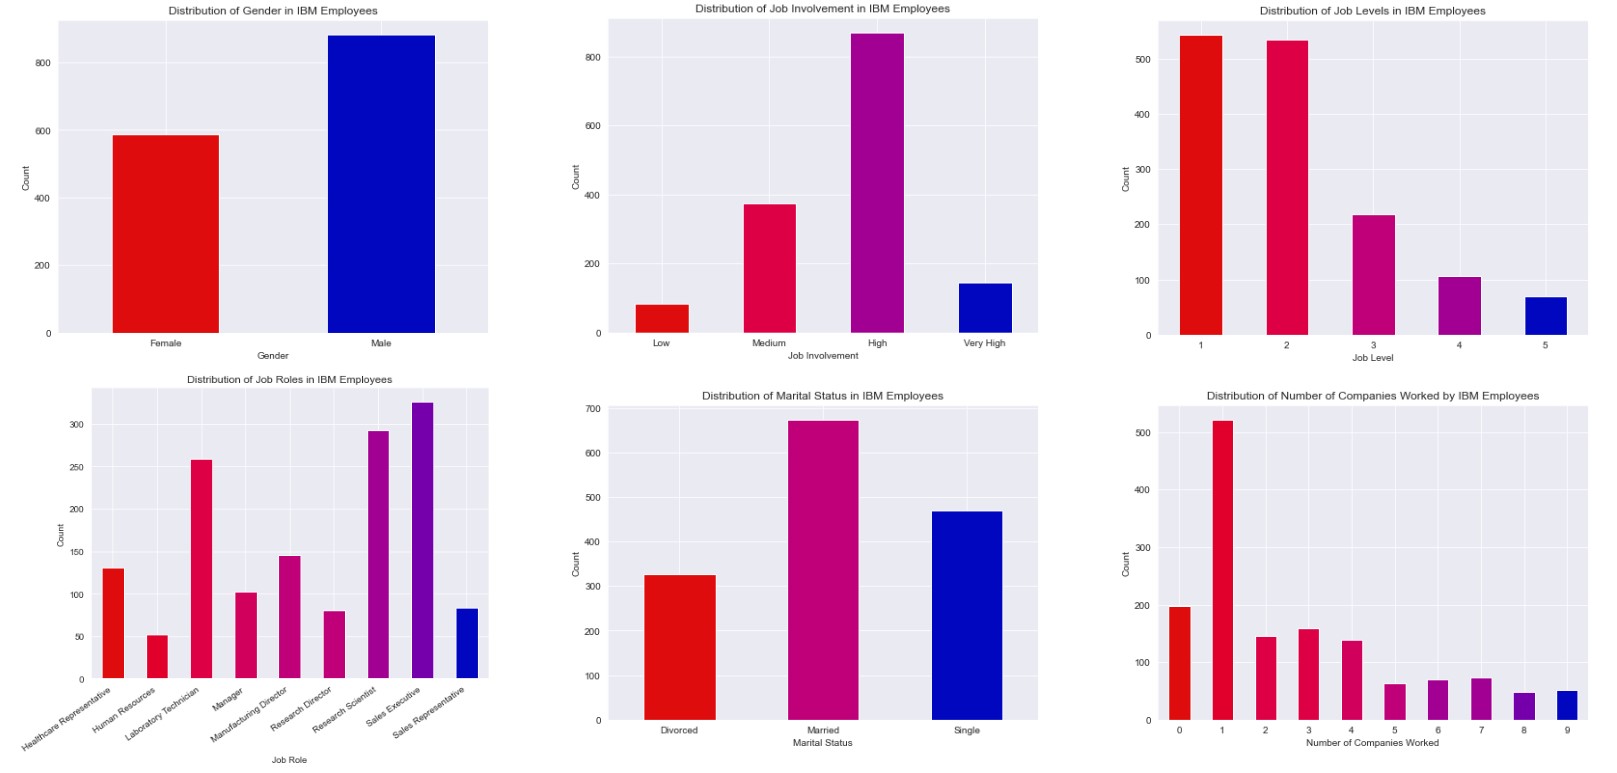 Distribution of Gender in IBM Employees
800
600
400
200
0
Count
Female Male
Gender
Distribution of Job Involvement in IBM Employees
800
600
400
200
0
Count
Low Medium High Very High
Job Involvement
Distribution of Job Levels in IBM Employees
500
400
300
200
100
0
Count
1 2 3 4 5
Job Level
Distribution of Job Roles in IBM Employees
300
250
200
150
100
50
0
Count
Healthcare Representative
Human Resources
Laboratory Technician
Manager
Manufacturing Director
Research Director
Research Scientist
Sales Executive
Sales Representative
Job Role
Distribution of Marital Status in IBM Employees
700
600
500
400
300
200
100
0
Count
Divorced Married Single
Marital Status
Distribution of Number of Companies Worked by IBM Employees
500
400
300
200
100
0
Count
0 1 2 3 4 5 6 7 8 9
Number of Companies Worked